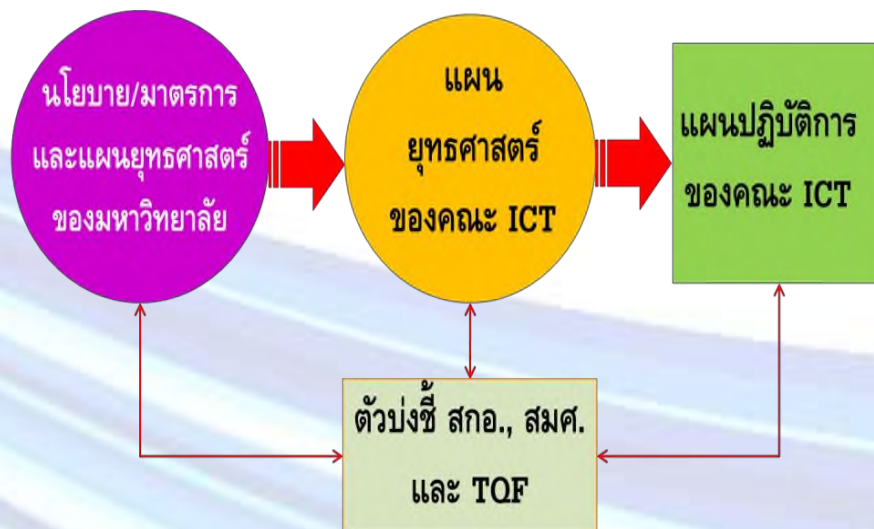 นโยบาย/มาตรการ
และแผนยุทธศาสตร์
ของมหาวิทยาลัย
แผน
ยุทธศาสตร์
ของคณะ ICT
แผนปฏิบัติการ
ของคณะ ICT
ตัวบ่งชี้ สกอ., สมศ.
และ TQF